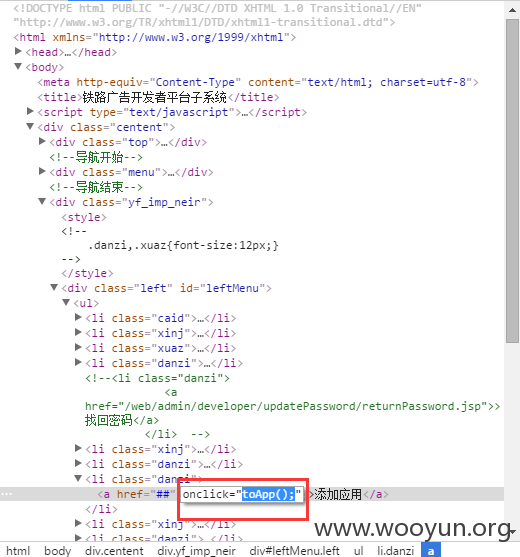 <!DOCTYPE html PUBLIC "-//W3C//DTD XHTML 1.0 Transitional//EN"
"http://www.w3.org/TR/xhtml1/DTD/xhtml1-transitional.dtd">
<html xmlns="http://www.w3.org/1999/xhtml">
▶<head>…</head>
▼<body>
<meta http-equiv="Content-Type" content="text/html; charset=utf-8">
<title>铁路广告开发者平台子系统</title>
▶<script type="text/javascript">…</script>
▼<div class="centent">
▶<div class="top">…</div>
<!--导航开始-->
▶<div class="menu">…</div>
<!--导航结束-->
▼<div class="yf_imp_neir">
▼<style>
<!--
.danzi,.xuaz{font-size:12px;}
-->
</style>
▼<div class="left" id="leftMenu">
▼<ul>
▶<li class="caid">…</li>
▶<li class="xinj">…</li>
▶<li class="xuaz">…</li>
▶<li class="danzi">…</li>
<!--<li class="danzi">
<a
href="/web/admin/developer/updatePassword/returnPassword.jsp">>
找回密码</a>
</li> -->
▶<li class="xinj">…</li>
▶<li class="danzi">…</li>
▼<li class="danzi">
… <a href="##" onclick="toApp();" >添加应用</a>
</li>
▶<li class="xinj">…</li>
▶<li class="danzi">…</li>
www.wooyun.org
html body div.centent div.yf_imp_neir div#leftMenu.left ul li.danzi a